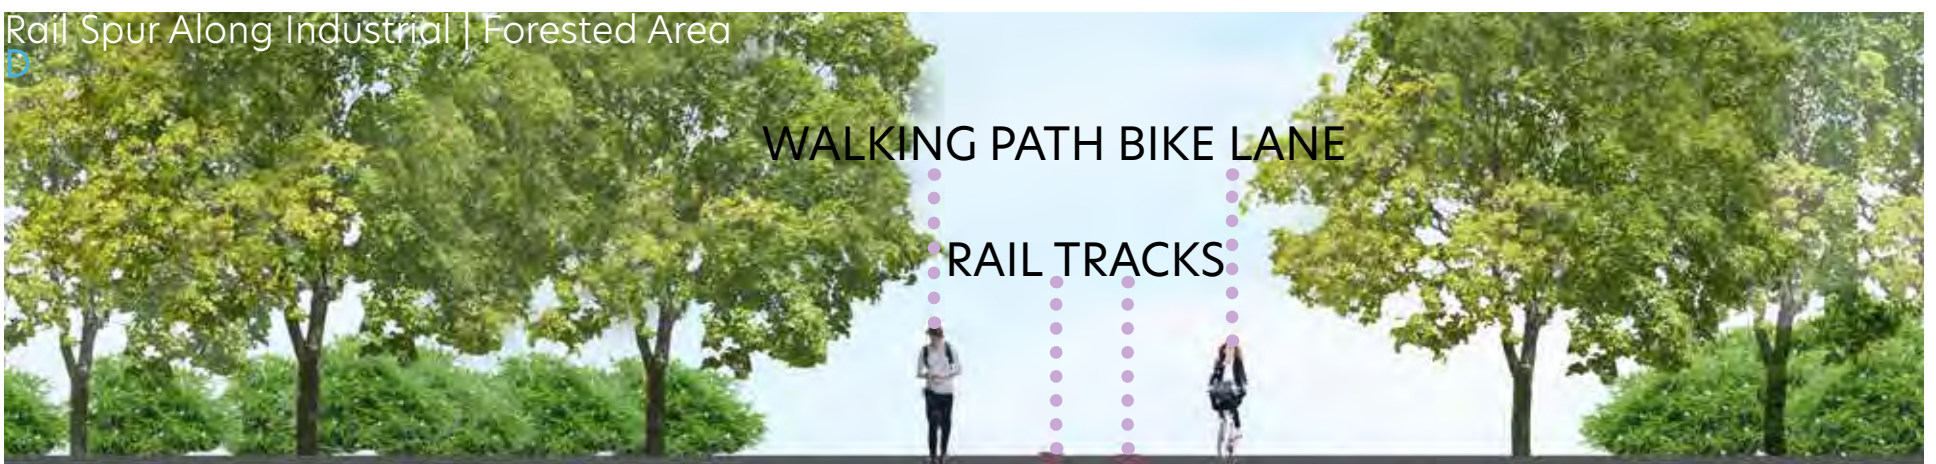 Rail Spur Along Industrial | Forested Area
D
WALKING PATH BIKE LANE
RAIL TRACKS